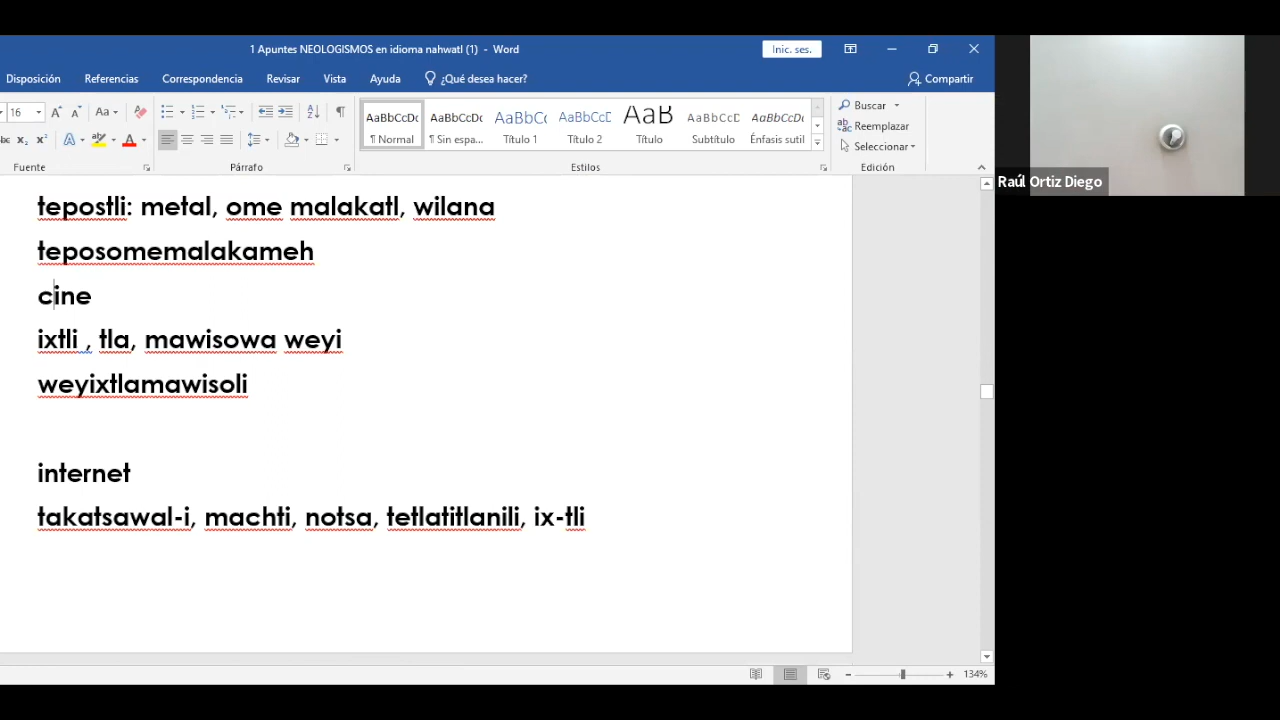 1 Apuntes NEOLOGISMOS en idioma nahwatl (1) - Word
Inic. ses.
Disposición Referencias Correspondencia Revisar Vista Ayuda ¿Qué desea hacer? Compartir
16 Aa
AaBbCcDc AaBbCcDc AaBbCc AaBbCcD AaB AaBbCcD AaBbCcDc
¶ Normal ¶ Sin espa... Título 1 Título 2 Título Subtítulo Énfasis sutil
Buscar
Reemplazar
Seleccionar
Fuente Párrafo Estilos Edición
Raúl Ortiz Diego
tepostli: metal, ome malakatl, wilana
teposomemalakameh
cine
ixtli , tla, mawisowa weyi
weyixtlamawisoli
internet
takatsawal-i, machti, notsa, tetlatitlanili, ix-tli
134%